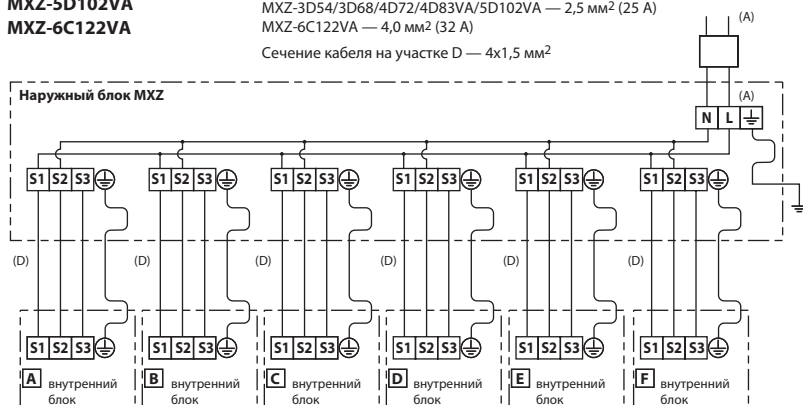 MXZ-5D102VA
MXZ-3D54/3D68/4D72/4D83VA/5D102VA — 2,5 мм² (25 A)
MXZ-6C122VA
MXZ-6C122VA — 4,0 мм² (32 A)
(A)
Сечение кабеля на участке D — 4x1,5 мм²
Наружный блок MXZ
(A)
N L
S1 S2 S3 S1 S2 S3 S1 S2 S3 S1 S2 S3 S1 S2 S3 S1 S2 S3
(D) (D) (D) (D) (D) (D)
S1 S2 S3 S1 S2 S3 S1 S2 S3 S1 S2 S3 S1 S2 S3 S1 S2 S3
A внутренний блок
B внутренний блок
C внутренний блок
D внутренний блок
E внутренний блок
F внутренний блок